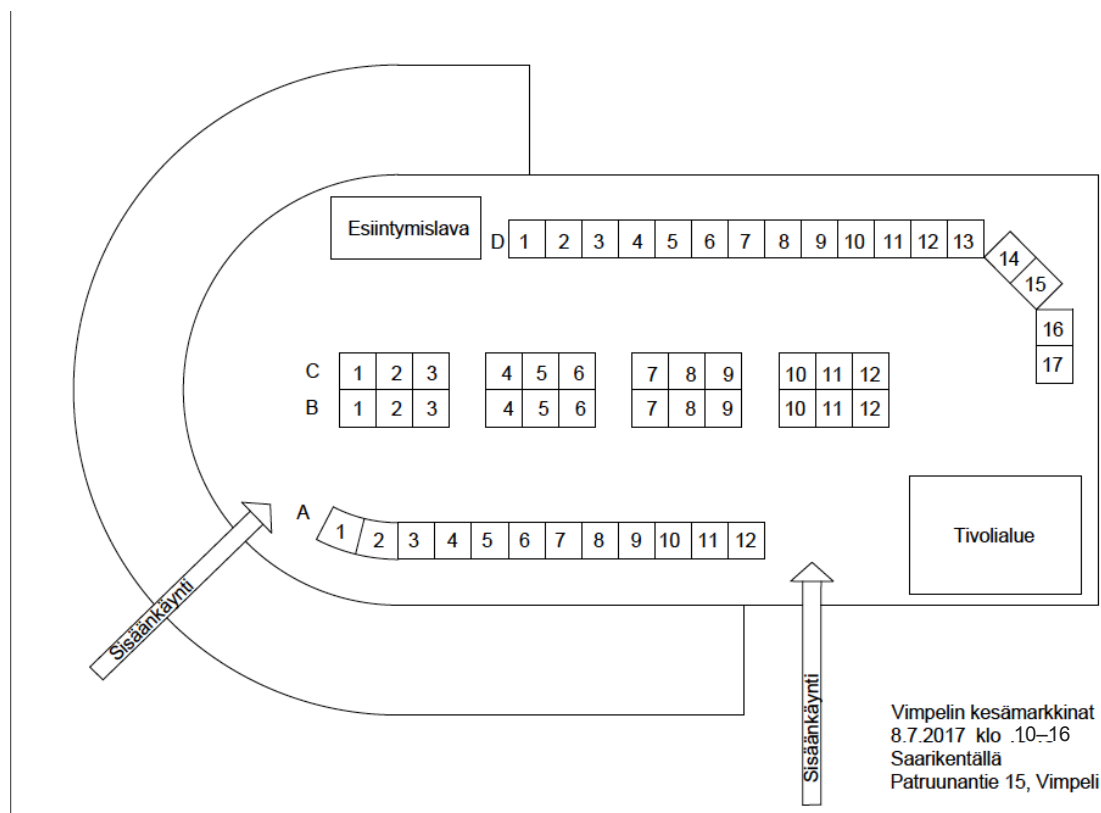 Esiintymislava
D 1 2 3 4 5 6 7 8 9 10 11 12 13
14
15
16
17
C 1 2 3 4 5 6 7 8 9 10 11 12
B 1 2 3 4 5 6 7 8 9 10 11 12
A 1 2 3 4 5 6 7 8 9 10 11 12
Tivolialue
Sisäänkäynti
Sisäänkäynti
Vimpelin kesämarkkinat
8.7.2017 klo .10–16
Saarikentällä
Patruunantie 15, Vimpeli